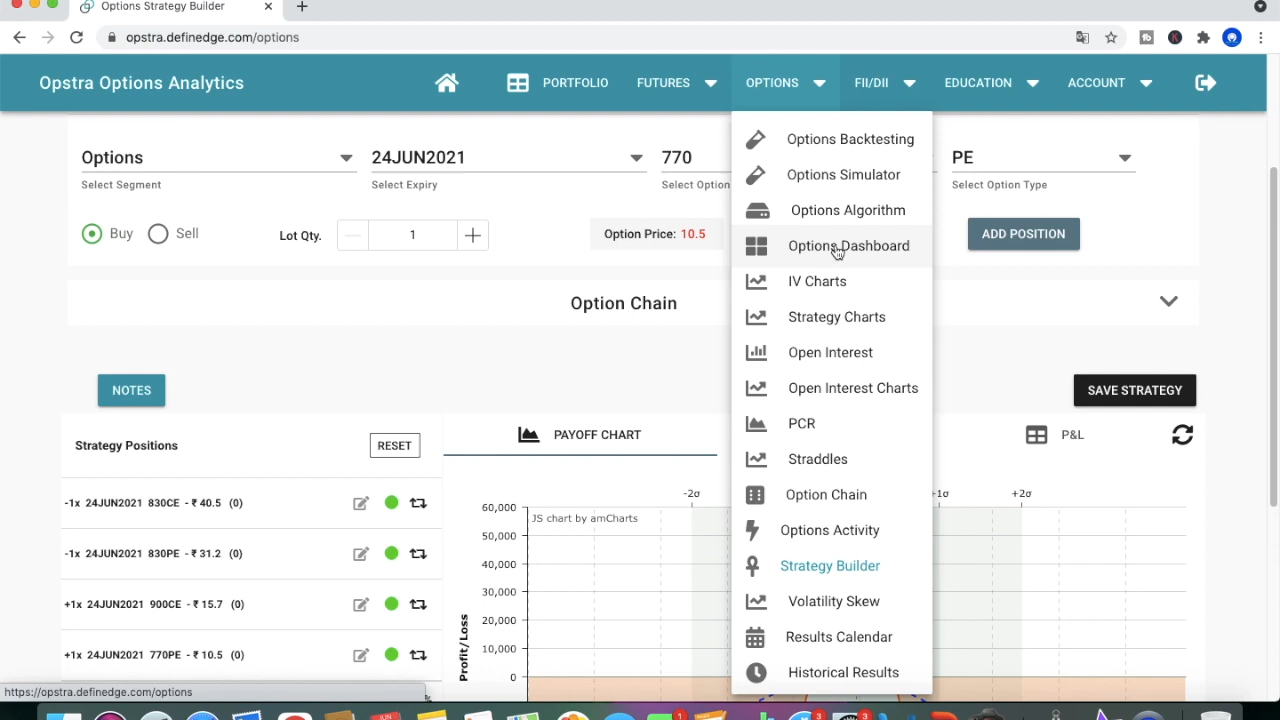 Options Strategy Builder
opstra.definedge.com/options
Opstra Options Analytics
PORTFOLIO
FUTURES
OPTIONS
FII/DII
EDUCATION
ACCOUNT
Options
24JUN2021
770
PE
Select Segment
Select Expiry
Select Option
Select Option Type
Buy
Sell
Lot Qty.
1
Option Price: 10.5
ADD POSITION
Option Chain
NOTES
SAVE STRATEGY
Strategy Positions
RESET
PAYOFF CHART
P&L
-1x 24JUN2021 830CE - ₹ 40.5 (0)
-1x 24JUN2021 830PE - ₹ 31.2 (0)
+1x 24JUN2021 900CE - ₹ 15.7 (0)
+1x 24JUN2021 770PE - ₹ 10.5 (0)
-2σ
+1σ
+2σ
JS chart by amCharts
60,000
50,000
40,000
30,000
20,000
10,000
0
Profit/Loss
Options Backtesting
Options Simulator
Options Algorithm
Options Dashboard
IV Charts
Strategy Charts
Open Interest
Open Interest Charts
PCR
Straddles
Option Chain
Options Activity
Strategy Builder
Volatility Skew
Results Calendar
Historical Results
https://opstra.definedge.com/options